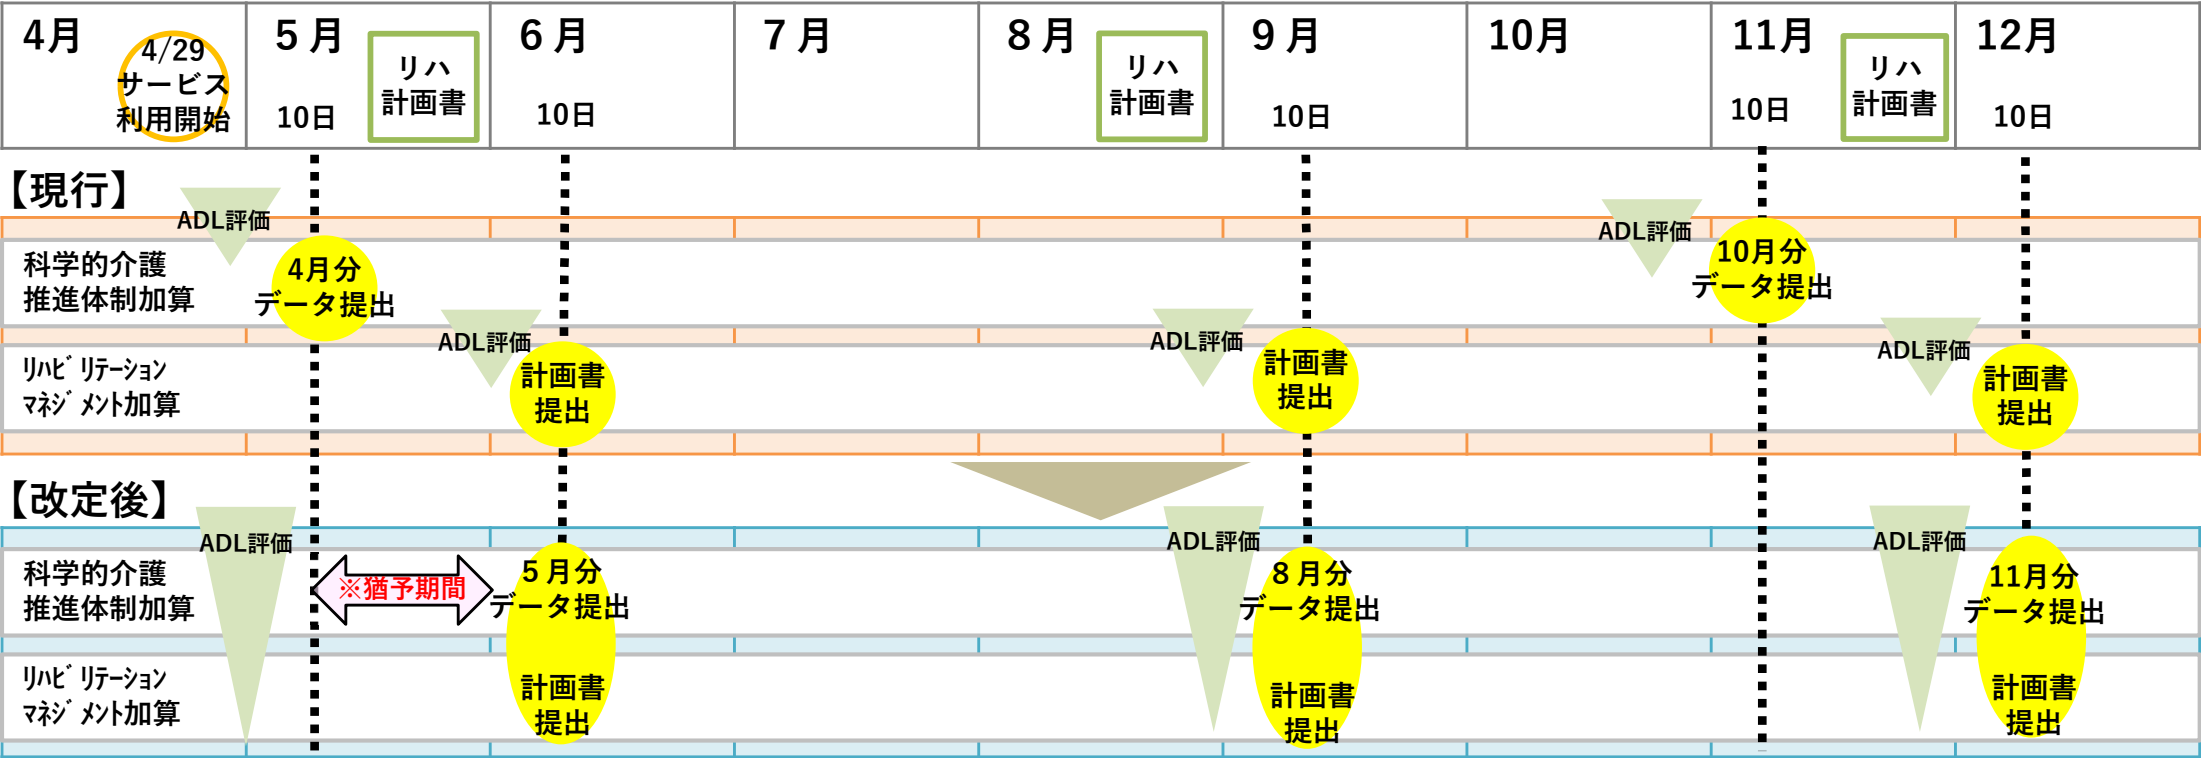 4月
4/29
サービス
利用開始
5月
10日
リハ
計画書
6月
10日
7月
8月
リハ
計画書
9月
10日
10月
11月
10日
リハ
計画書
12月
10日
【現行】
ADL評価
ADL評価
科学的介護
推進体制加算
4月分
データ提出
10月分
データ提出
ADL評価
ADL評価
ADL評価
ﾘﾊﾋﾞﾘﾃｰｼｮﾝ
ﾏﾈｼﾞﾒﾝﾄ加算
計画書
提出
計画書
提出
計画書
提出
【改定後】
ADL評価
ADL評価
ADL評価
科学的介護
推進体制加算
※猶予期間
5月分
データ提出
8月分
データ提出
11月分
データ提出
ﾘﾊﾋﾞﾘﾃｰｼｮﾝ
ﾏﾈｼﾞﾒﾝﾄ加算
計画書
提出
計画書
提出
計画書
提出